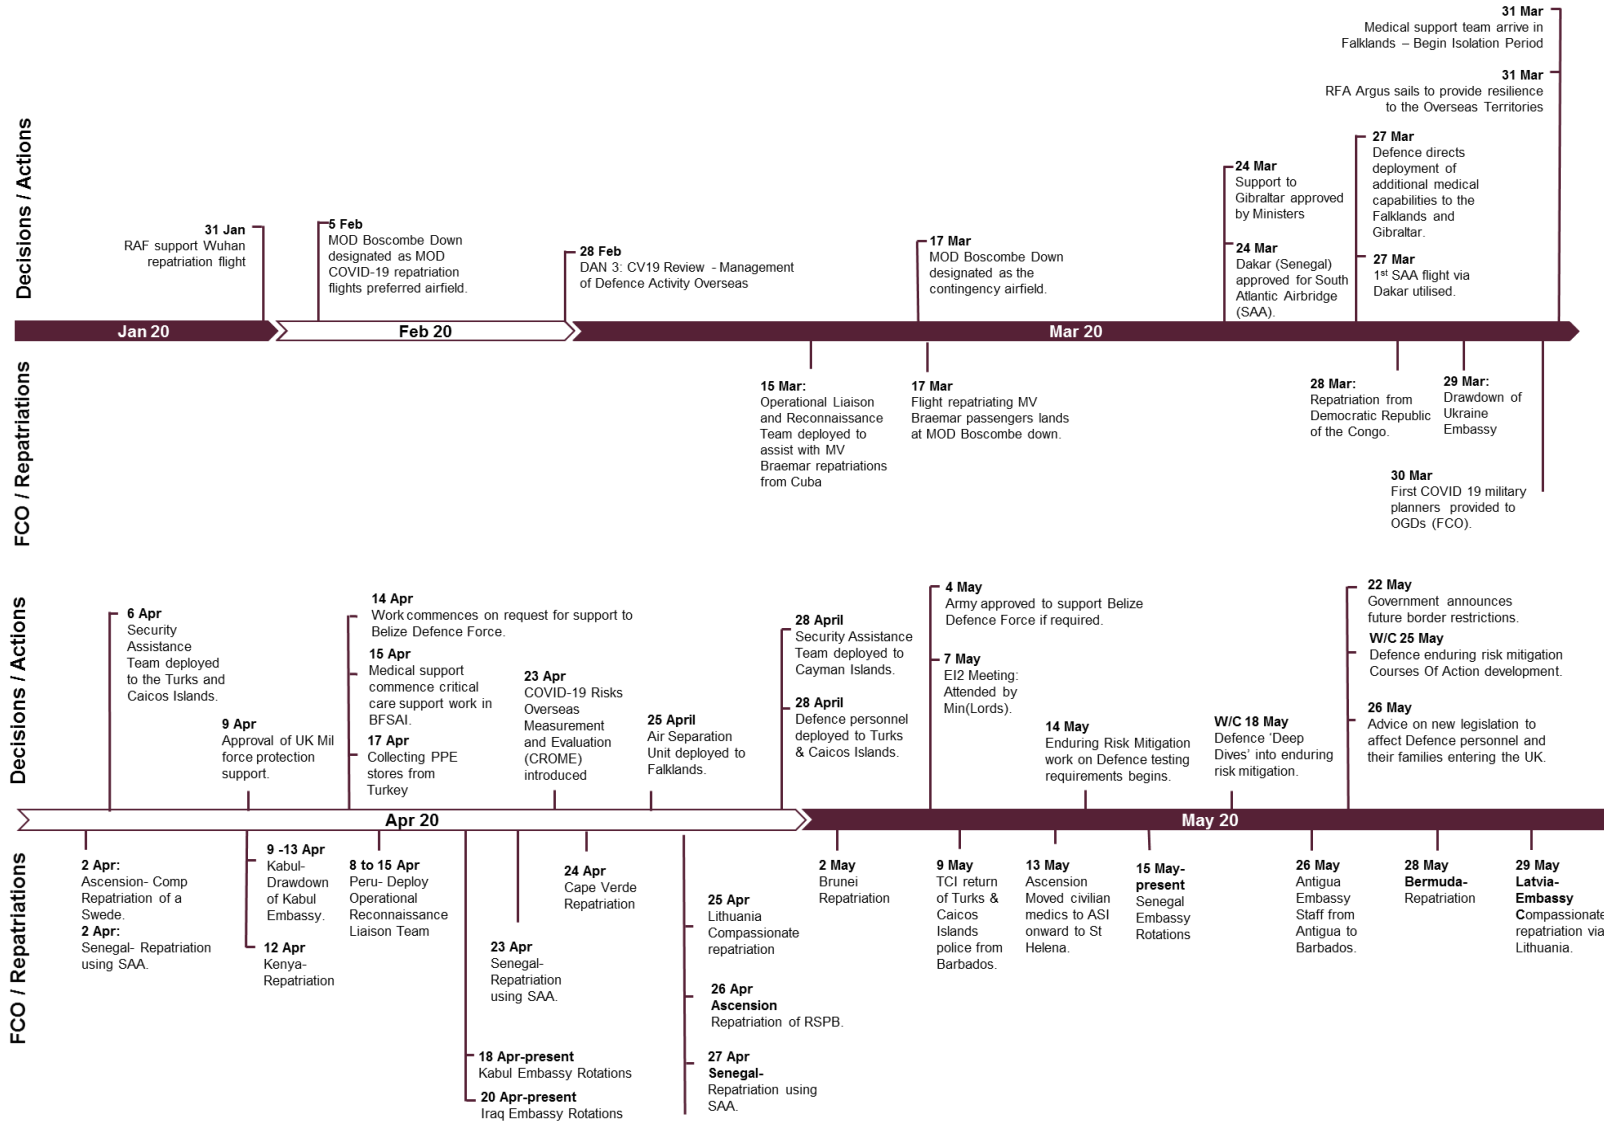 Decisions / Actions
31 Jan
RAF support Wuhan
repatriation flight
5 Feb
MOD Boscombe Down
designated as MOD
COVID-19 repatriation
flights preferred airfield.
28 Feb
DAN 3: CV19 Review - Management
of Defence Activity Overseas
17 Mar
MOD Boscombe Down
designated as the
contingency airfield.
24 Mar
Support to
Gibraltar approved
by Ministers
24 Mar
Dakar (Senegal)
approved for South
Atlantic Airbridge
(SAA).
27 Mar
Defence directs
deployment of
additional medical
capabilities to the
Falklands and
Gibraltar.
27 Mar
1st SAA flight via
Dakar utilised.
31 Mar
Medical support team arrive in
Falklands – Begin Isolation Period
31 Mar
RFA Argus sails to provide resilience
to the Overseas Territories
Jan 20
Feb 20
Mar 20
FCO / Repatriations
15 Mar:
Operational Liaison
and Reconnaissance
Team deployed to
assist with MV
Braemar repatriations
from Cuba
17 Mar
Flight repatriating MV
Braemar passengers lands
at MOD Boscombe down.
28 Mar:
Repatriation from
Democratic Republic
of the Congo.
29 Mar:
Drawdown of
Ukraine
Embassy
30 Mar
First COVID 19 military
planners provided to
OGDs (FCO).
Decisions / Actions
6 Apr
Security
Assistance
Team deployed
to the Turks and
Caicos Islands.
9 Apr
Approval of UK Mil
force protection
support.
14 Apr
Work commences on request for support to
Belize Defence Force.
15 Apr
Medical support
commence critical
care support work in
BFSAI.
17 Apr
Collecting PPE
stores from
Turkey
23 Apr
COVID-19 Risks
Overseas
Measurement
and Evaluation
(CROME)
introduced
25 April
Air Separation
Unit deployed to
Falklands.
28 April
Security Assistance
Team deployed to
Cayman Islands.
28 April
Defence personnel
deployed to Turks
& Caicos Islands.
4 May
Army approved to support Belize
Defence Force if required.
7 May
EI2 Meeting:
Attended by
Min(Lords).
14 May
Enduring Risk Mitigation
work on Defence testing
requirements begins.
W/C 18 May
Defence ‘Deep
Dives’ into enduring
risk mitigation.
22 May
Government announces
future border restrictions.
W/C 25 May
Defence enduring risk mitigation
Courses Of Action development.
26 May
Advice on new legislation to
affect Defence personnel and
their families entering the UK.
Apr 20
May 20
FCO / Repatriations
2 Apr:
Ascension- Comp
Repatriation of a
Swede.
2 Apr:
Senegal- Repatriation
using SAA.
9 -13 Apr
Kabul-
Drawdown
of Kabul
Embassy.
12 Apr
Kenya-
Repatriation
8 to 15 Apr
Peru- Deploy
Operational
Reconnaissance
Liaison Team
18 Apr-present
Kabul Embassy Rotations
20 Apr-present
Iraq Embassy Rotations
23 Apr
Senegal-
Repatriation
using SAA.
24 Apr
Cape Verde
Repatriation
25 Apr
Lithuania
Compassionate
repatriation
26 Apr
Ascension
Repatriation of RSPB.
27 Apr
Senegal-
Repatriation using
SAA.
2 May
Brunei
Repatriation
9 May
TCI return
of Turks &
Caicos
Islands
police from
Barbados.
13 May
Ascension
Moved civilian
medics to ASI
onward to St
Helena.
15 May-
present
Senegal
Embassy
Rotations
26 May
Antigua
Embassy
Staff from
Antigua to
Barbados.
28 May
Bermuda-
Repatriation
29 May
Latvia-
Embassy
Compassionate
repatriation via
Lithuania.